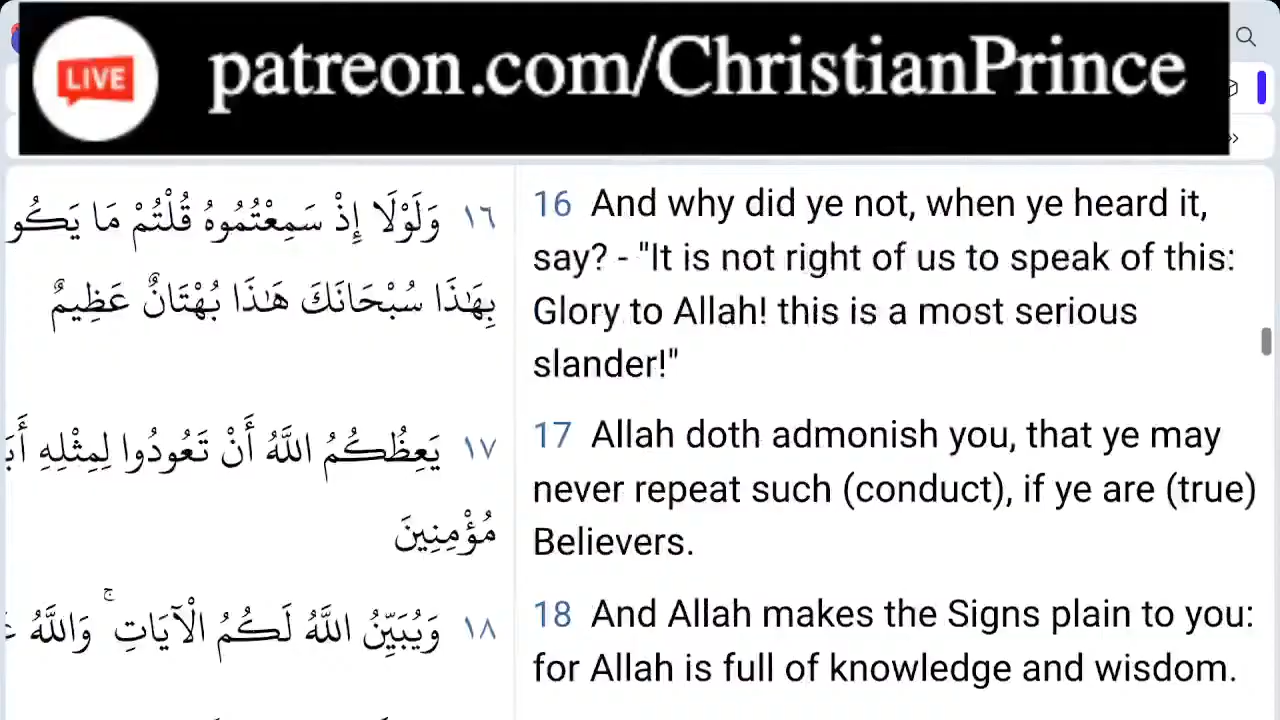 LIVE
patreon.com/ChristianPrince
»
١٦ وَلَوْلَا إِذْ سَمِعْتُمُوهُ قُلْتُمْ مَا
بِهَٰذَا سُبْحَانَكَ هَٰذَا بُهْتَانٌ عَظِيمٌ
16 And why did ye not, when ye heard it,
say? - "It is not right of us to speak of this:
Glory to Allah! this is a most serious
slander!"
١٧ يَعِظُكُمُ اللَّهُ أَنْ تَعُودُوا لِمِثْلِهِ
مُؤْمِنِينَ
17 Allah doth admonish you, that ye may
never repeat such (conduct), if ye are (true)
Believers.
١٨ وَيُبَيِّنُ اللَّهُ لَكُمُ الْآيَاتِ ۚ وَاللَّهُ
18 And Allah makes the Signs plain to you:
for Allah is full of knowledge and wisdom.